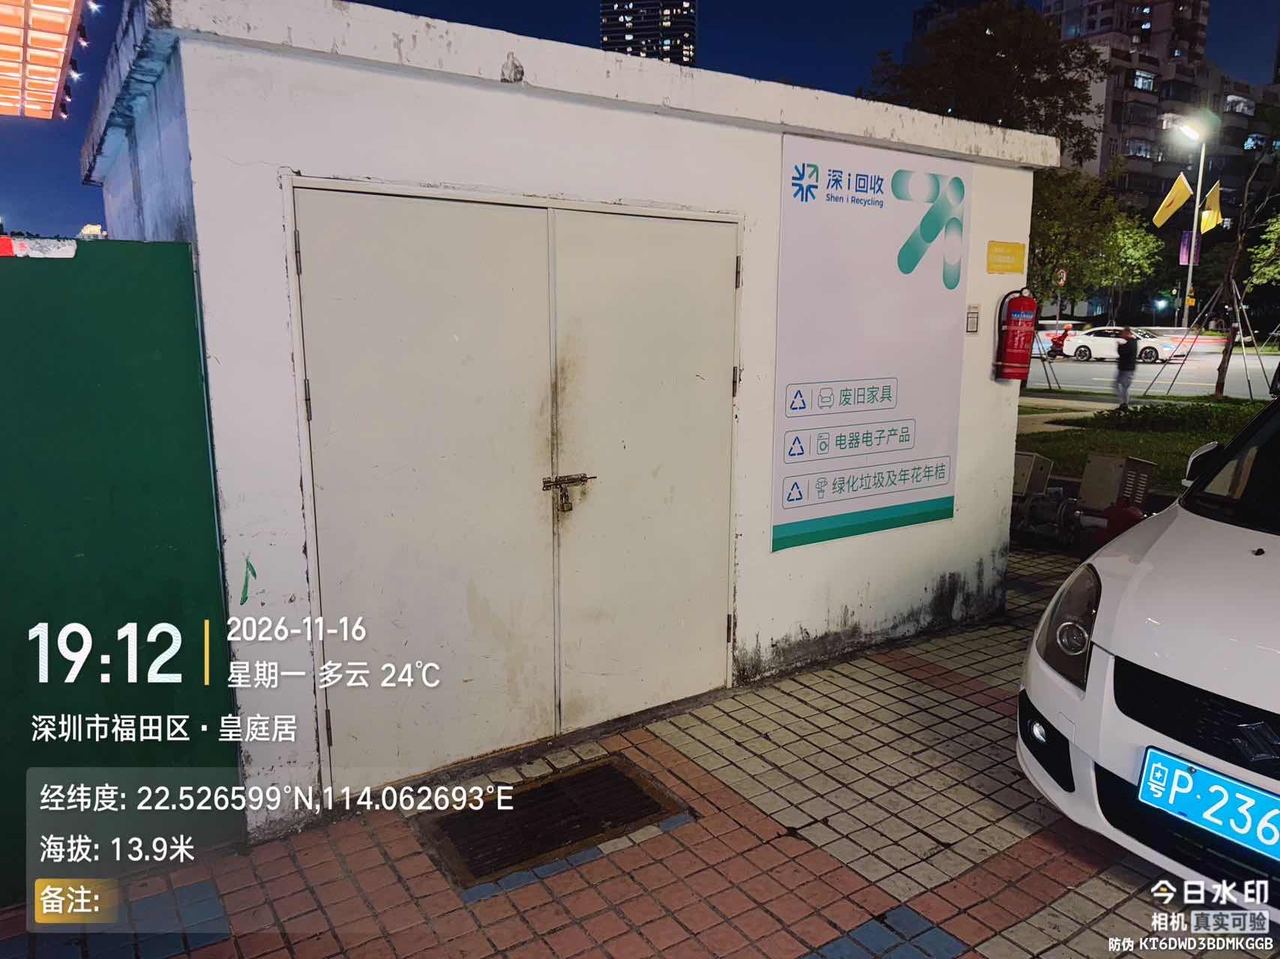 深i回收
Shen i Recycling
废旧家具
电器电子产品
绿化垃圾及年花年桔
19:12
2026-11-16
星期一 多云 24℃
深圳市福田区·皇庭居
经纬度: 22.526599°N,114.062693°E
海拔: 13.9米
备注:
粤P·236
今日水印
相机 真实可验
防伪 KT6DWD3BDMKGGB